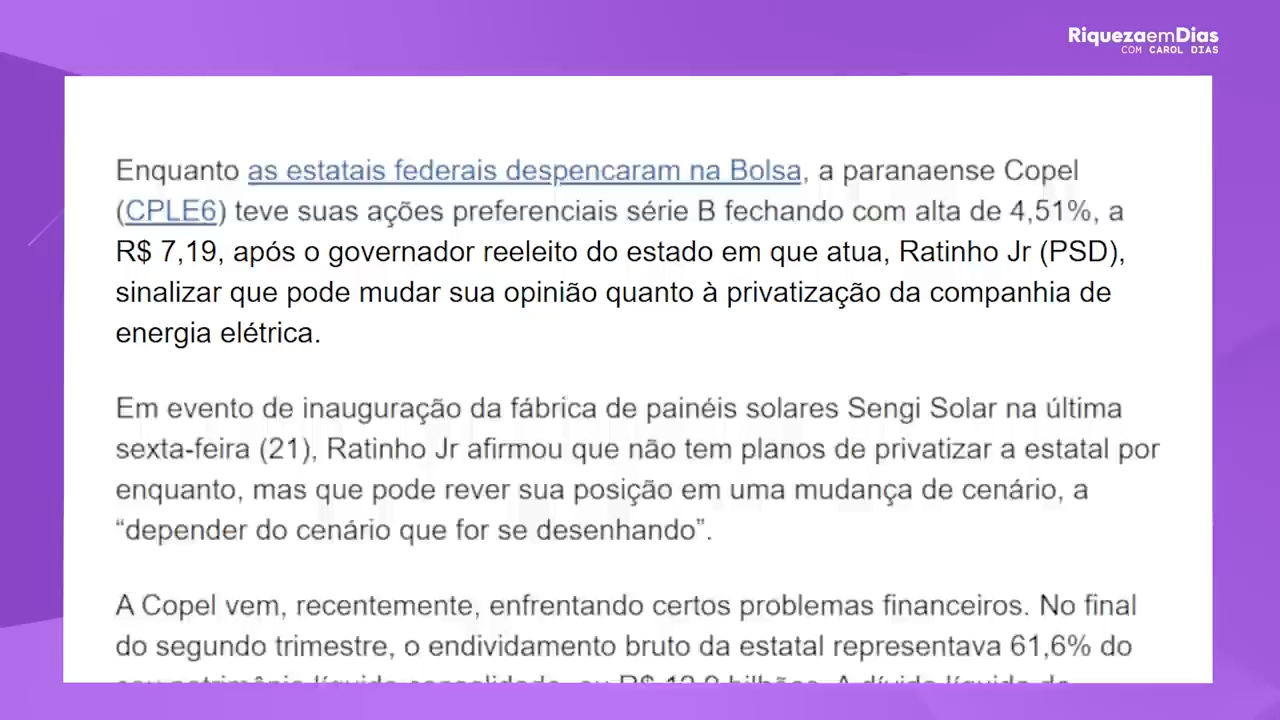 RiquezaemDias
COM CAROL DIAS
Enquanto as estatais federais despencaram na Bolsa, a paranaense Copel
(CPLE6) teve suas ações preferenciais série B fechando com alta de 4,51%, a
R$ 7,19, após o governador reeleito do estado em que atua, Ratinho Jr (PSD),
sinalizar que pode mudar sua opinião quanto à privatização da companhia de
energia elétrica.
Em evento de inauguração da fábrica de painéis solares Sengi Solar na última
sexta-feira (21), Ratinho Jr afirmou que não tem planos de privatizar a estatal por
enquanto, mas que pode rever sua posição em uma mudança de cenário, a
“depender do cenário que for se desenhando”.
A Copel vem, recentemente, enfrentando certos problemas financeiros. No final
do segundo trimestre, o endividamento bruto da estatal representava 61,6% do